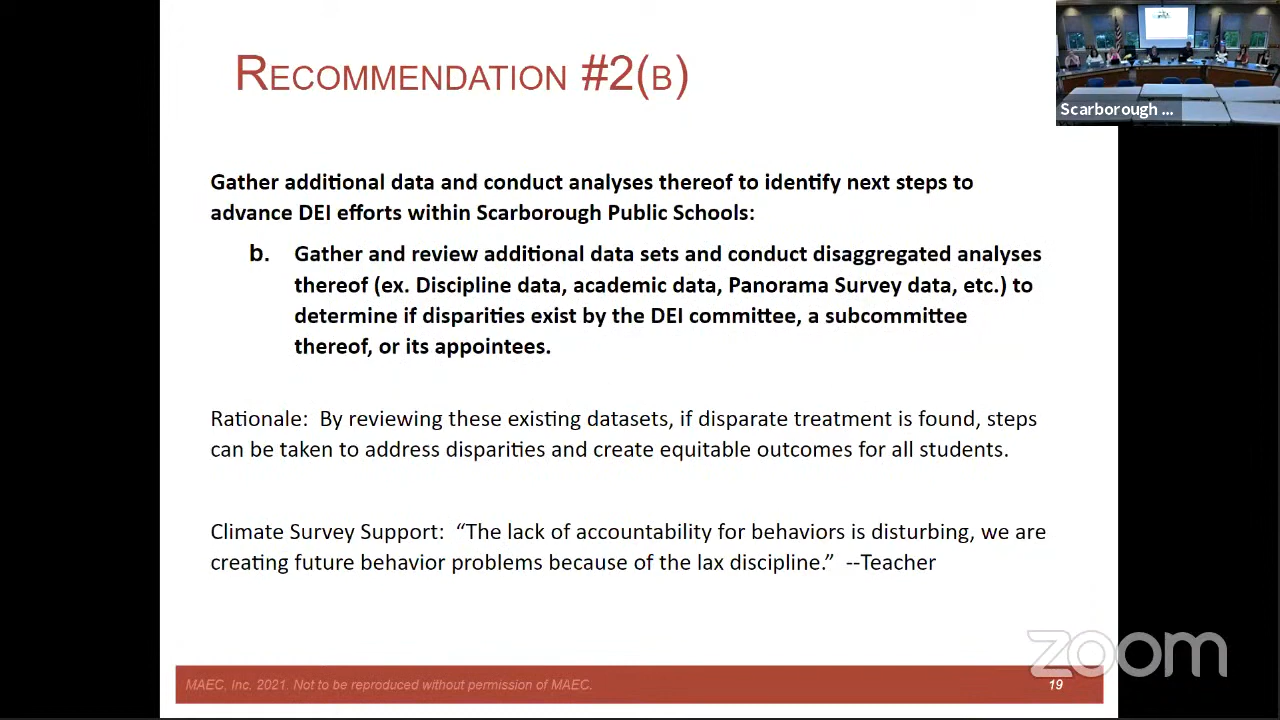 RECOMMENDATION #2(B)
Scarborough ...
Gather additional data and conduct analyses thereof to identify next steps to
advance DEI efforts within Scarborough Public Schools:
b. Gather and review additional data sets and conduct disaggregated analyses
thereof (ex. Discipline data, academic data, Panorama Survey data, etc.) to
determine if disparities exist by the DEI committee, a subcommittee
thereof, or its appointees.
Rationale: By reviewing these existing datasets, if disparate treatment is found, steps
can be taken to address disparities and create equitable outcomes for all students.
Climate Survey Support: “The lack of accountability for behaviors is disturbing, we are
creating future behavior problems because of the lax discipline.” --Teacher
zoom
MAEC, Inc. 2021. Not to be reproduced without permission of MAEC.
19